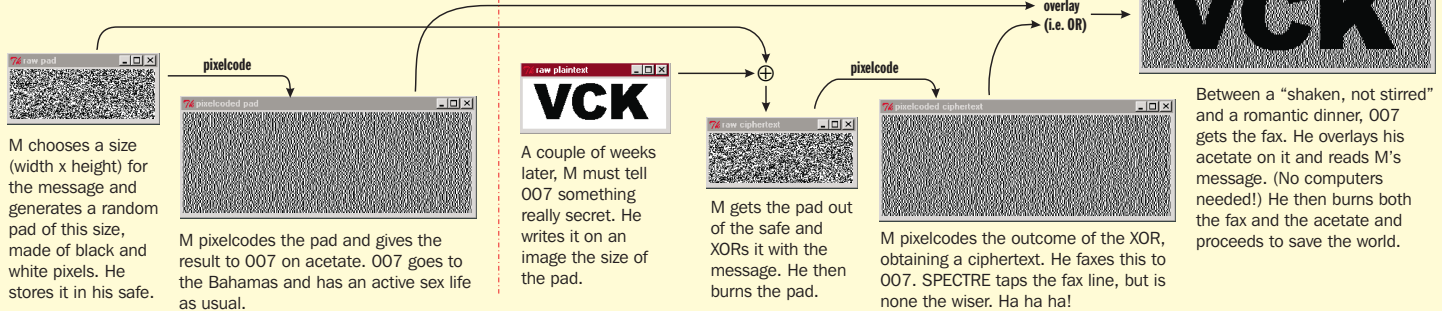 overlay
(i.e. OR)
VCK
raw pad
pixelcode
pixelcoded pad
M chooses a size
(width x height) for
the message and
generates a random
pad of this size,
made of black and
white pixels. He
stores it in his safe.
M pixelcodes the pad and gives the
result to 007 on acetate. 007 goes to
the Bahamas and has an active sex life
as usual.
raw plaintext
VCK
A couple of weeks
later, M must tell
007 something
really secret. He
writes it on an
image the size of
the pad.
raw ciphertext
M gets the pad out
of the safe and
XORs it with the
message. He then
burns the pad.
pixelcode
pixelcoded ciphertext
M pixelcodes the outcome of the XOR,
obtaining a ciphertext. He faxes this to
007. SPECTRE taps the fax line, but is
none the wiser. Ha ha ha!
Between a “shaken, not stirred”
and a romantic dinner, 007
gets the fax. He overlays his
acetate on it and reads M’s
message. (No computers
needed!) He then burns both
the fax and the acetate and
proceeds to save the world.